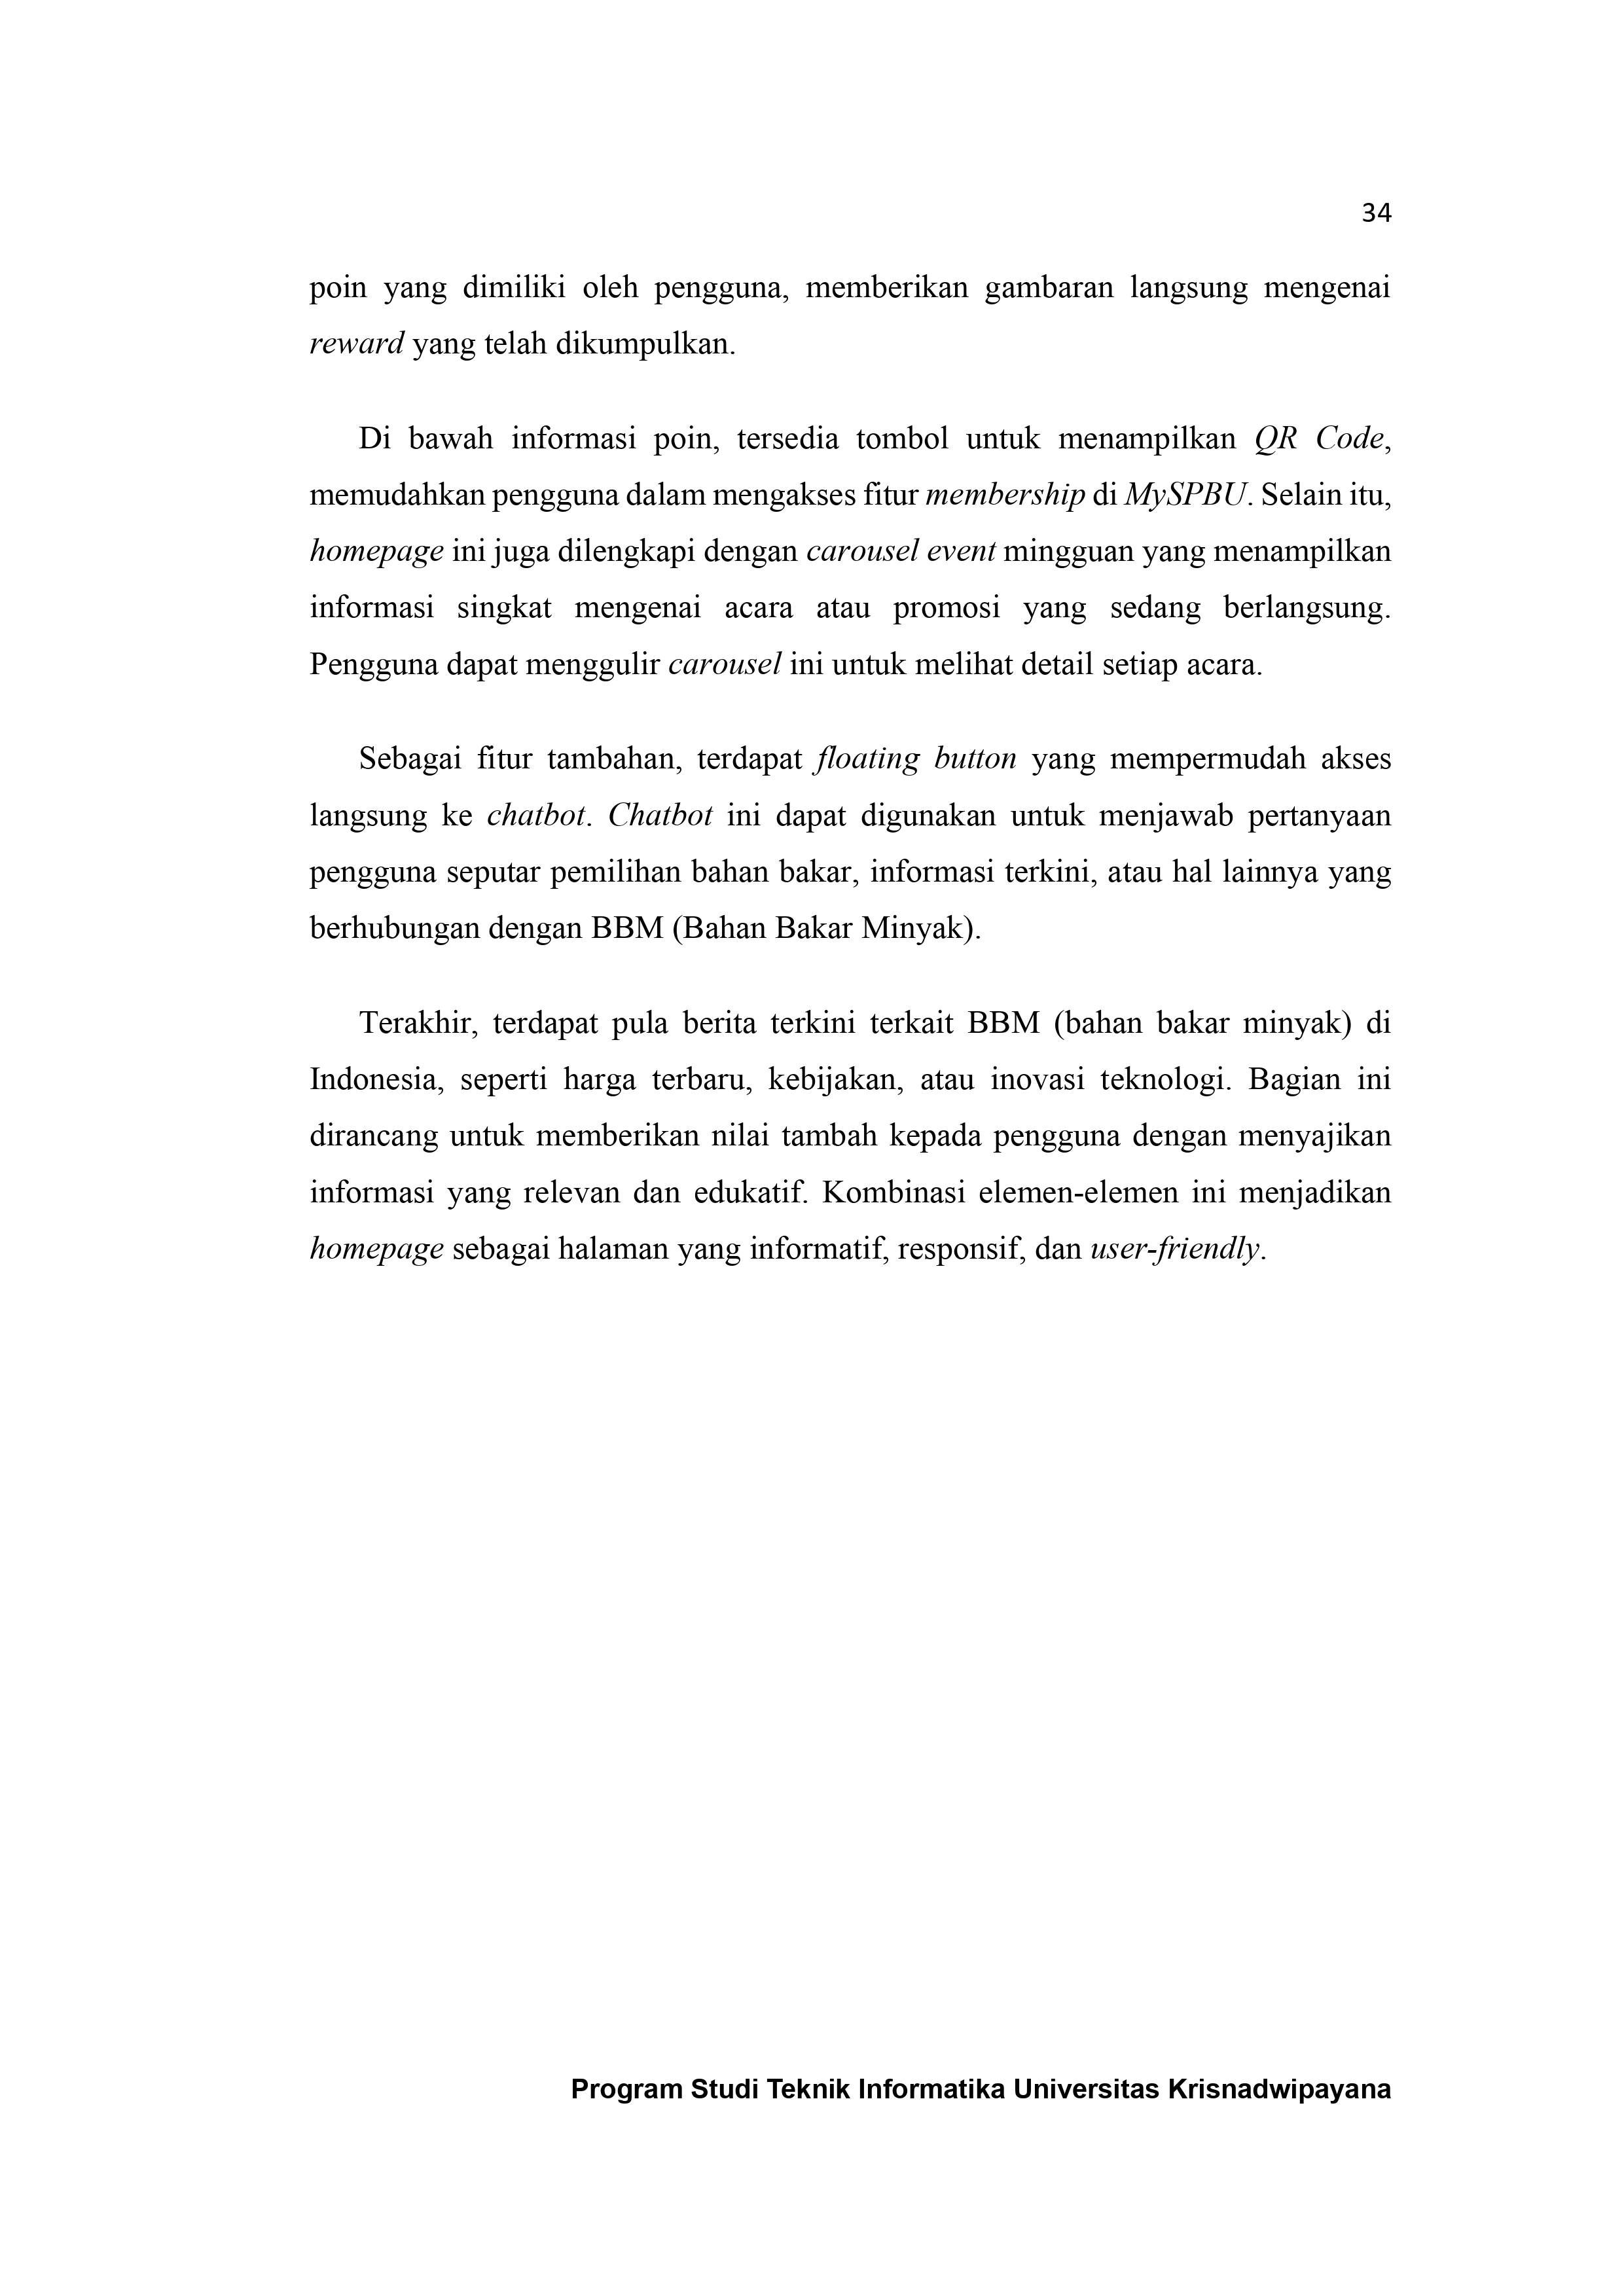 34
poin yang dimiliki oleh pengguna, memberikan gambaran langsung mengenai
reward yang telah dikumpulkan.
Di bawah informasi poin, tersedia tombol untuk menampilkan QR Code,
memudahkan pengguna dalam mengakses fitur membership di MySPBU. Selain itu,
homepage ini juga dilengkapi dengan carousel event mingguan yang menampilkan
informasi singkat mengenai acara atau promosi yang sedang berlangsung.
Pengguna dapat menggulir carousel ini untuk melihat detail setiap acara.
Sebagai fitur tambahan, terdapat floating button yang mempermudah akses
langsung ke chatbot. Chatbot ini dapat digunakan untuk menjawab pertanyaan
pengguna seputar pemilihan bahan bakar, informasi terkini, atau hal lainnya yang
berhubungan dengan BBM (Bahan Bakar Minyak).
Terakhir, terdapat pula berita terkini terkait BBM (bahan bakar minyak) di
Indonesia, seperti harga terbaru, kebijakan, atau inovasi teknologi. Bagian ini
dirancang untuk memberikan nilai tambah kepada pengguna dengan menyajikan
informasi yang relevan dan edukatif. Kombinasi elemen-elemen ini menjadikan
homepage sebagai halaman yang informatif, responsif, dan user-friendly.
Program Studi Teknik Informatika Universitas Krisnadwipayana